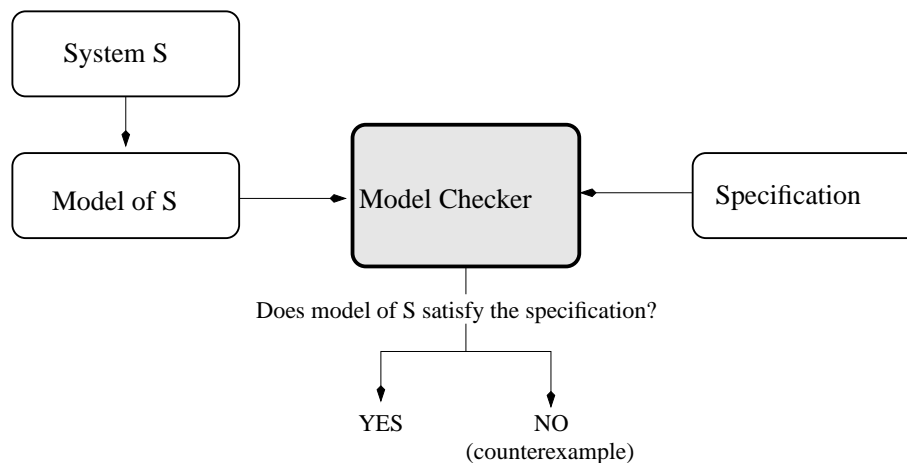 System S
Model of S
Model Checker
Specification
Does model of S satisfy the specification?
YES
NO
(counterexample)